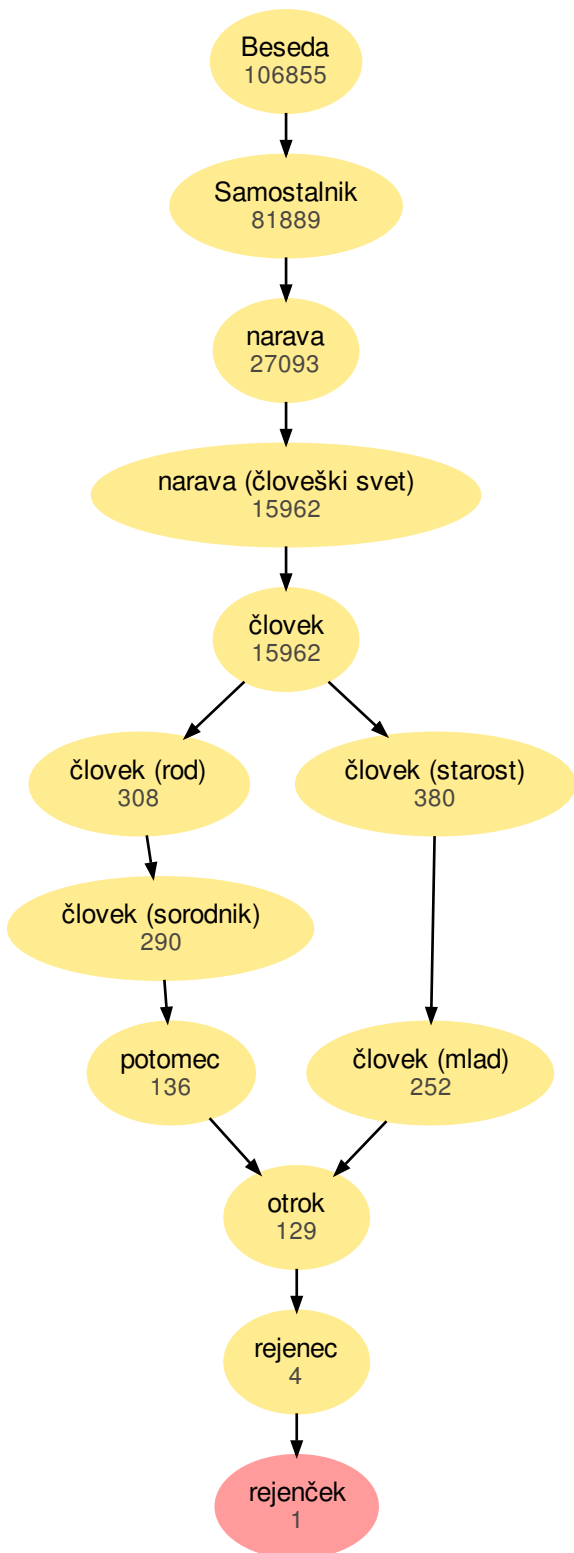 Beseda
106855
Samostalnik
81889
narava
27093
narava (človeški svet)
15962
človek
15962
človek (rod)
308
človek (starost)
380
človek (sorodnik)
290
potomec
136
človek (mlad)
252
otrok
129
rejenec
4
rejenček
1